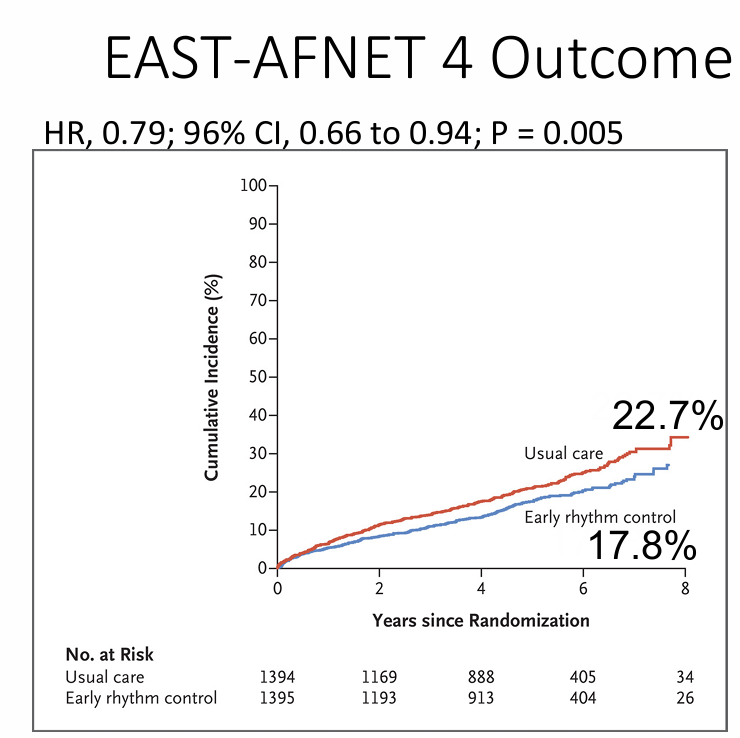 EAST-AFNET 4 Outcome
HR, 0.79; 96% CI, 0.66 to 0.94; P = 0.005
100
90
80
70
60
50
40
30
20
10
0
Cumulative Incidence (%)
22.7%
Usual care
Early rhythm control
17.8%
0 2 4 6 8
Years since Randomization
No. at Risk
Usual care 1394 1169 888 405 34
Early rhythm control 1395 1193 913 404 26